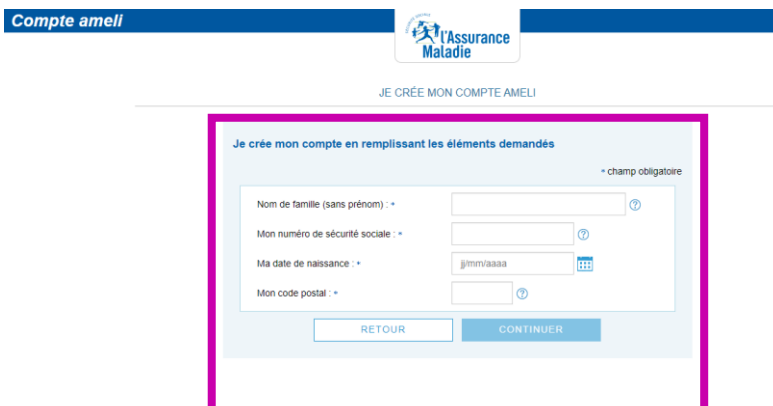 Compte ameli
l'Assurance
Maladie
JE CRÉE MON COMPTE AMELI
Je crée mon compte en remplissant les éléments demandés
* champ obligatoire
Nom de famille (sans prénom) : *
Mon numéro de sécurité sociale : *
Ma date de naissance : * jj/mm/aaaa
Mon code postal : *
RETOUR CONTINUER